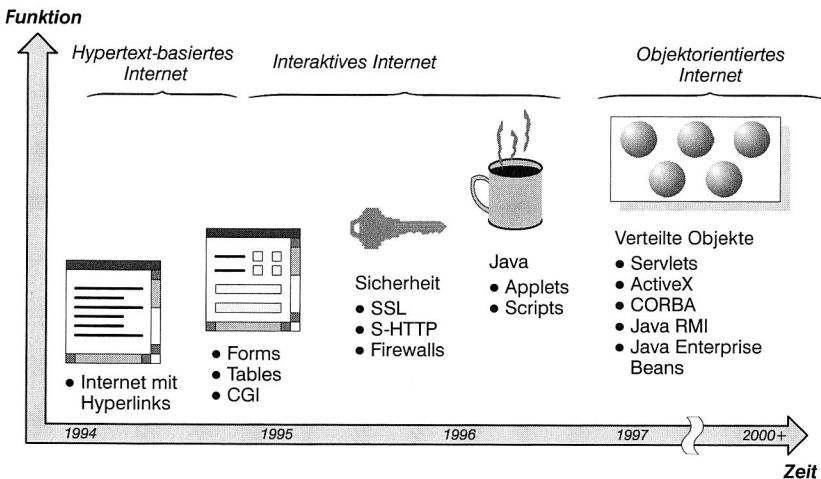 Funktion
Hypertext-basiertes
Internet
Interaktives Internet
Objektorientiertes
Internet
● Internet mit
Hyperlinks
● Forms
● Tables
● CGI
Sicherheit
● SSL
● S-HTTP
● Firewalls
Java
● Applets
● Scripts
Verteilte Objekte
● Servlets
● ActiveX
● CORBA
● Java RMI
● Java Enterprise
Beans
1994 1995 1996 1997 2000+
Zeit